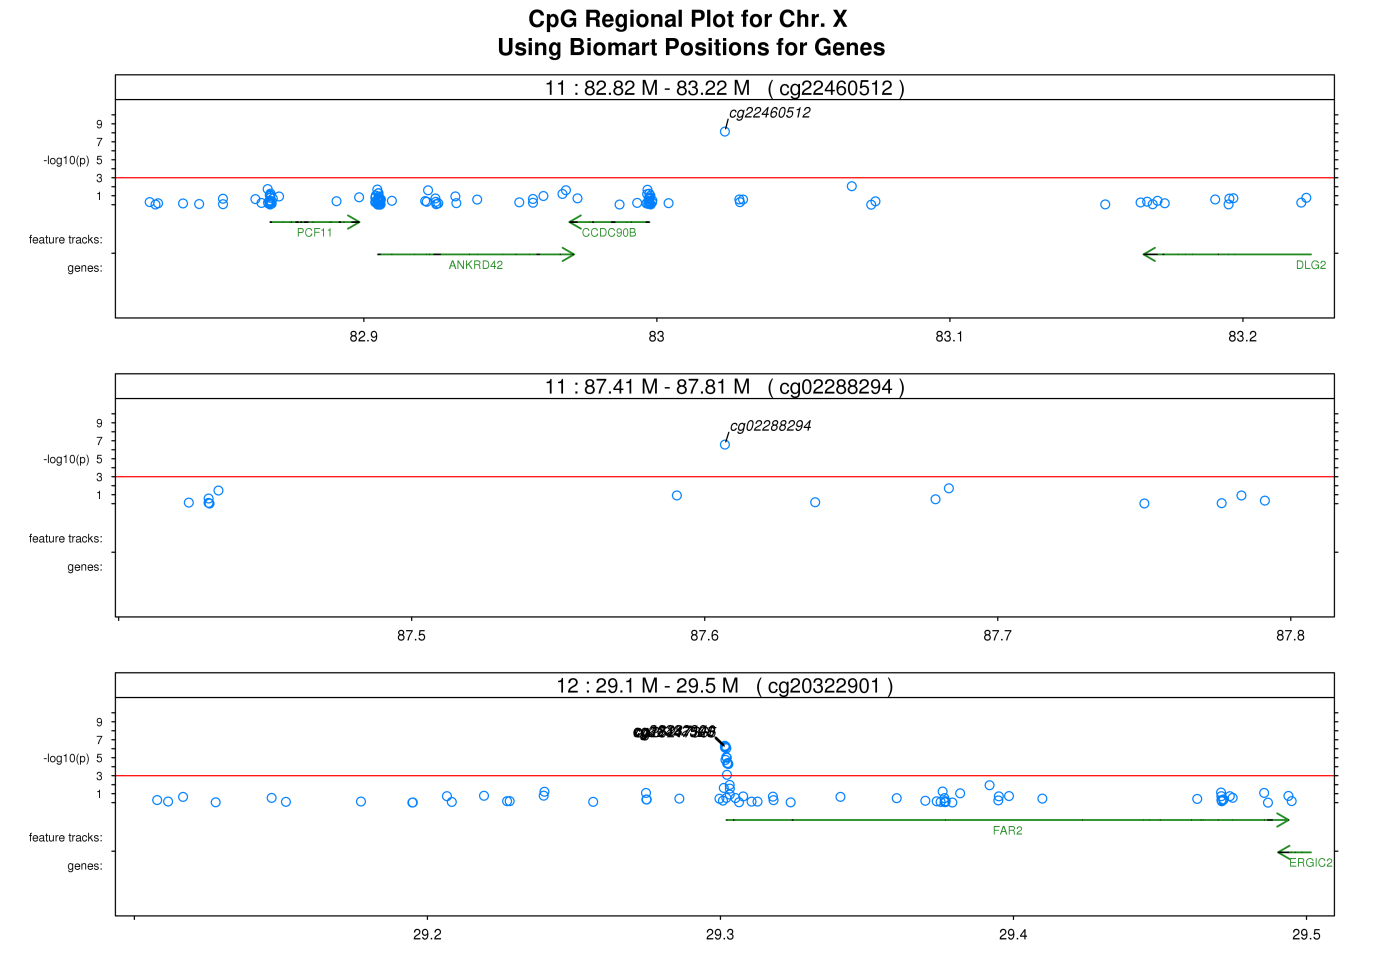 CpG Regional Plot for Chr. X
Using Biomart Positions for Genes
11 : 82.82 M - 83.22 M ( cg22460512 )
cg22460512
9
7
-log10(p) 5
3
1
PCF11
CCDC90B
feature tracks:
ANKRD42
DLG2
genes:
82.9 83 83.1 83.2
11 : 87.41 M - 87.81 M ( cg02288294 )
cg02288294
9
7
-log10(p) 5
3
1
feature tracks:
genes:
87.5 87.6 87.7 87.8
12 : 29.1 M - 29.5 M ( cg20322901 )
9
7
-log10(p) 5
3
1
FAR2
feature tracks:
ERGIC2
genes:
29.2 29.3 29.4 29.5